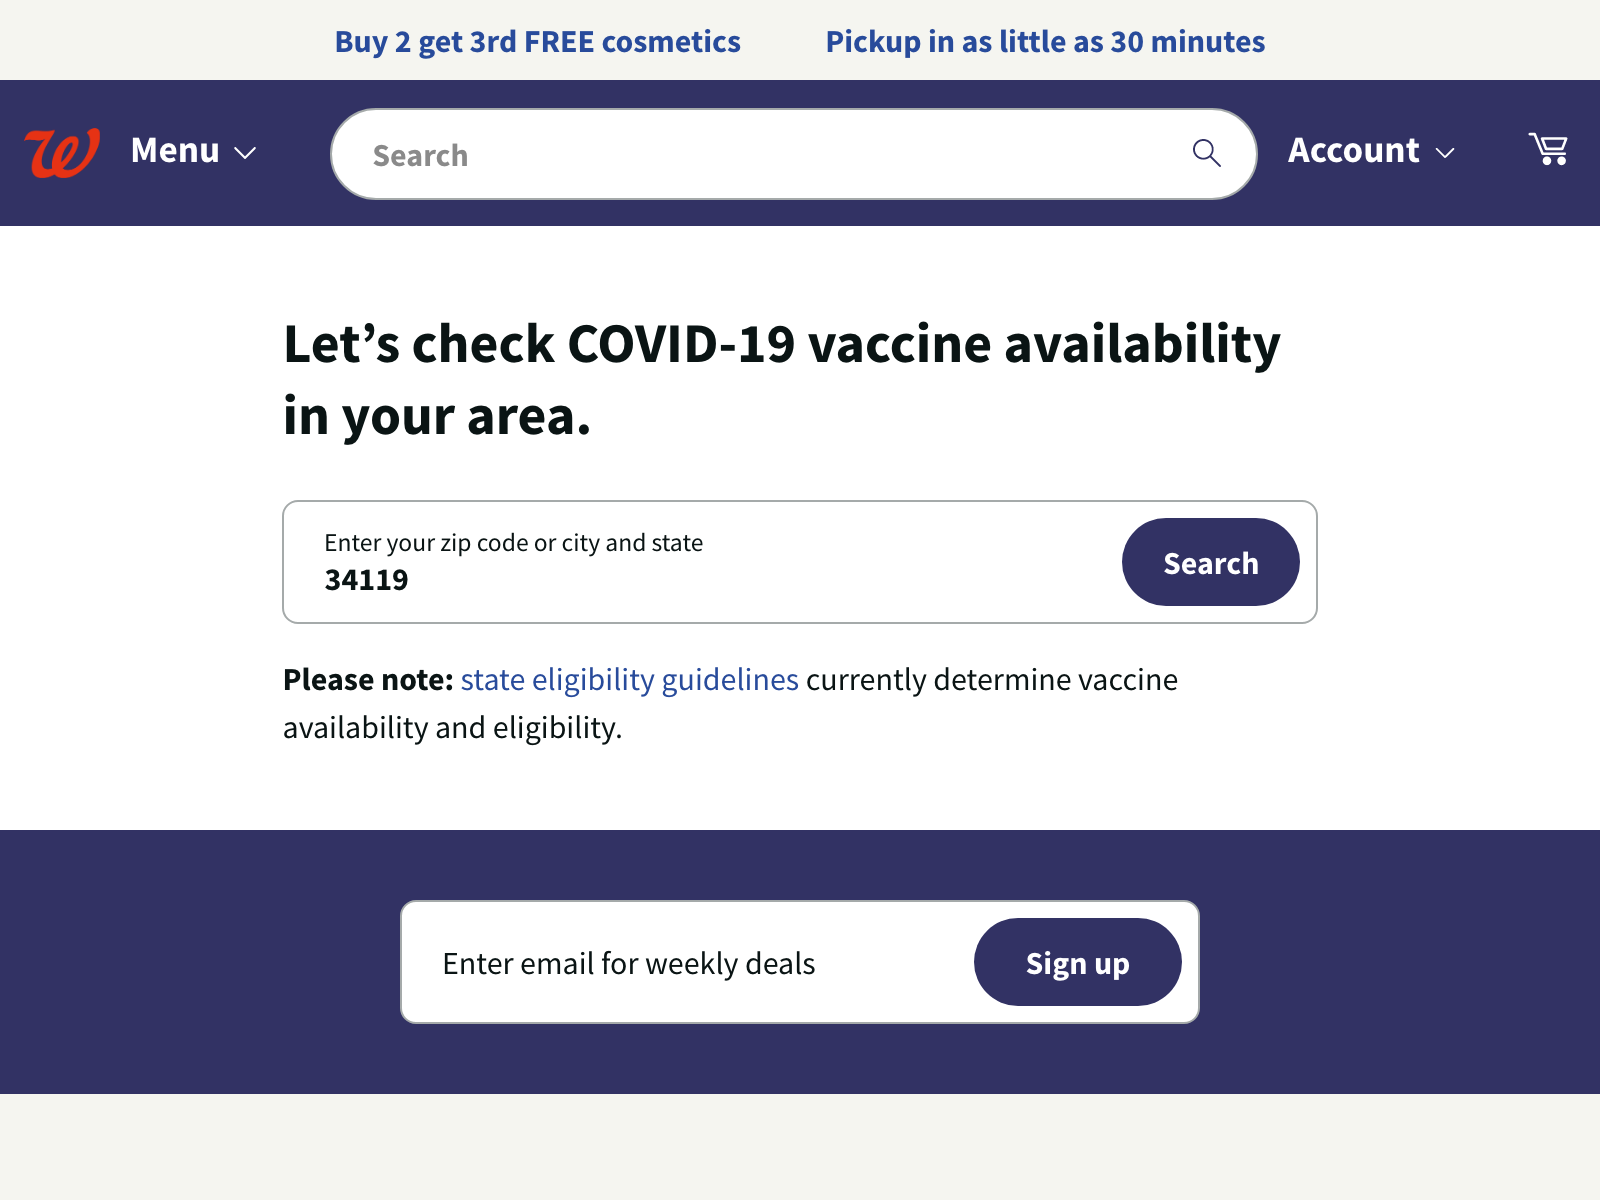 Buy 2 get 3rd FREE cosmetics Pickup in as little as 30 minutes
W Menu Search Account
Let’s check COVID-19 vaccine availability
in your area.
Enter your zip code or city and state
34119
Search
Please note: state eligibility guidelines currently determine vaccine
availability and eligibility.
Enter email for weekly deals Sign up